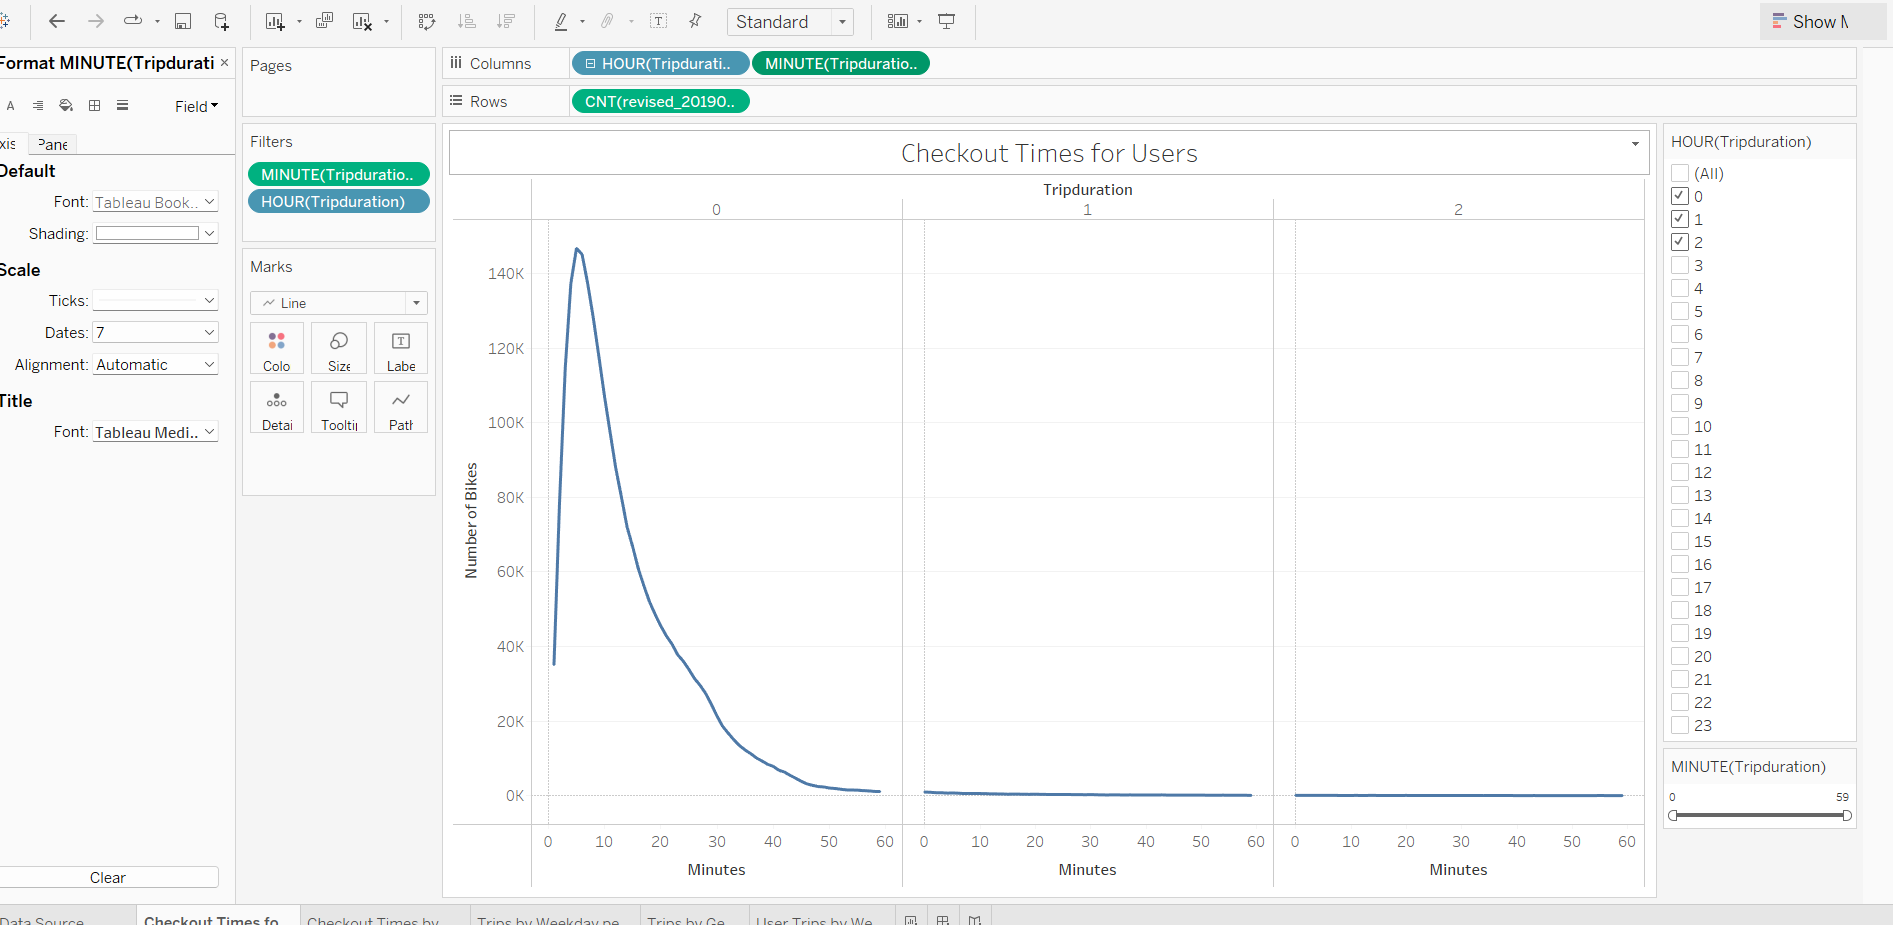 Standard
Show M
Format MINUTE(Tripdurati ×
A
Field
xis
Pane
Default
Font: Tableau Book..
Shading:
Scale
Ticks:
Dates: 7
Alignment: Automatic
Title
Font: Tableau Medi..
Clear
Pages
Filters
MINUTE(Tripduratio..
HOUR(Tripduration)
Marks
Line
Colo
Size
T
Labe
Detai
Toolti
Path
Columns
HOUR(Tripdurati..
MINUTE(Tripduratio..
Rows
CNT(revised_20190..
Checkout Times for Users
Tripduration
0 1 2
Number of Bikes
140K
120K
100K
80K
60K
40K
20K
0K
0 10 20 30 40 50 60
Minutes
0 10 20 30 40 50 60
Minutes
0 10 20 30 40 50 60
Minutes
HOUR(Tripduration)
(All)
0
1
2
3
4
5
6
7
8
9
10
11
12
13
14
15
16
17
18
19
20
21
22
23
MINUTE(Tripduration)
0 59
Data Source
Checkout Times fo
Checkout Times by
Trips by Weekday pe
Trips by Ge
User Trips by We